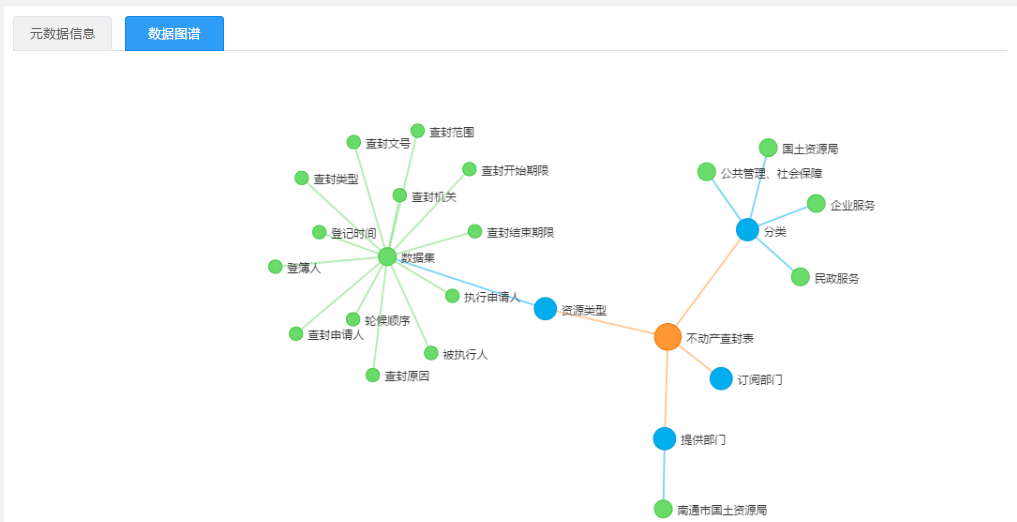 元数据信息
数据图谱
查封范围
查封文号
国土资源局
查封开始期限
公共管理、社会保障
查封类型
查封机关
企业服务
登记时间
查封结束期限
分类
数据集
登簿人
民政服务
执行申请人
资源类型
轮候顺序
查封申请人
不动产查封表
被执行人
查封原因
订阅部门
提供部门
南通市国土资源局